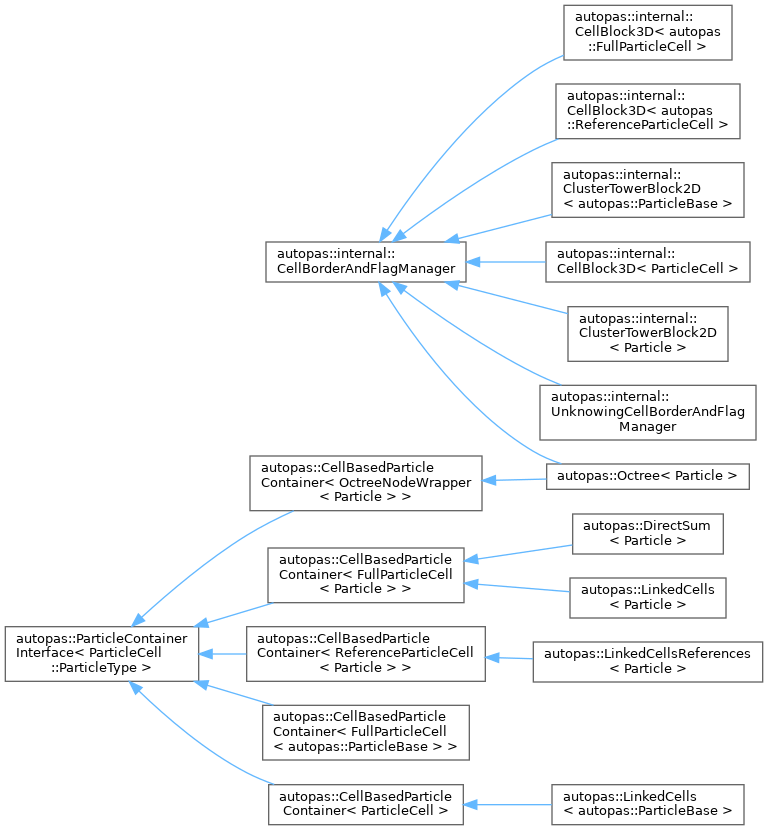 autopas::internal::
CellBlock3D< autopas
::FullParticleCell >
autopas::internal::
CellBlock3D< autopas
::ReferenceParticleCell >
autopas::internal::
ClusterTowerBlock2D
< autopas::ParticleBase >
autopas::internal::
CellBorderAndFlagManager
autopas::internal::
CellBlock3D< ParticleCell >
autopas::internal::
ClusterTowerBlock2D
< Particle >
autopas::internal::
UnknowingCellBorderAndFlag
Manager
autopas::CellBasedParticle
Container< OctreeNodeWrapper
< Particle > >
autopas::Octree< Particle >
autopas::DirectSum
< Particle >
autopas::CellBasedParticle
Container< FullParticleCell
< Particle > >
autopas::LinkedCells
< Particle >
autopas::ParticleContainer
Interface< ParticleCell
::ParticleType >
autopas::CellBasedParticle
Container< ReferenceParticleCell
< Particle > >
autopas::LinkedCellsReferences
< Particle >
autopas::CellBasedParticle
Container< FullParticleCell
< autopas::ParticleBase > >
autopas::CellBasedParticle
Container< ParticleCell >
autopas::LinkedCells
< autopas::ParticleBase >